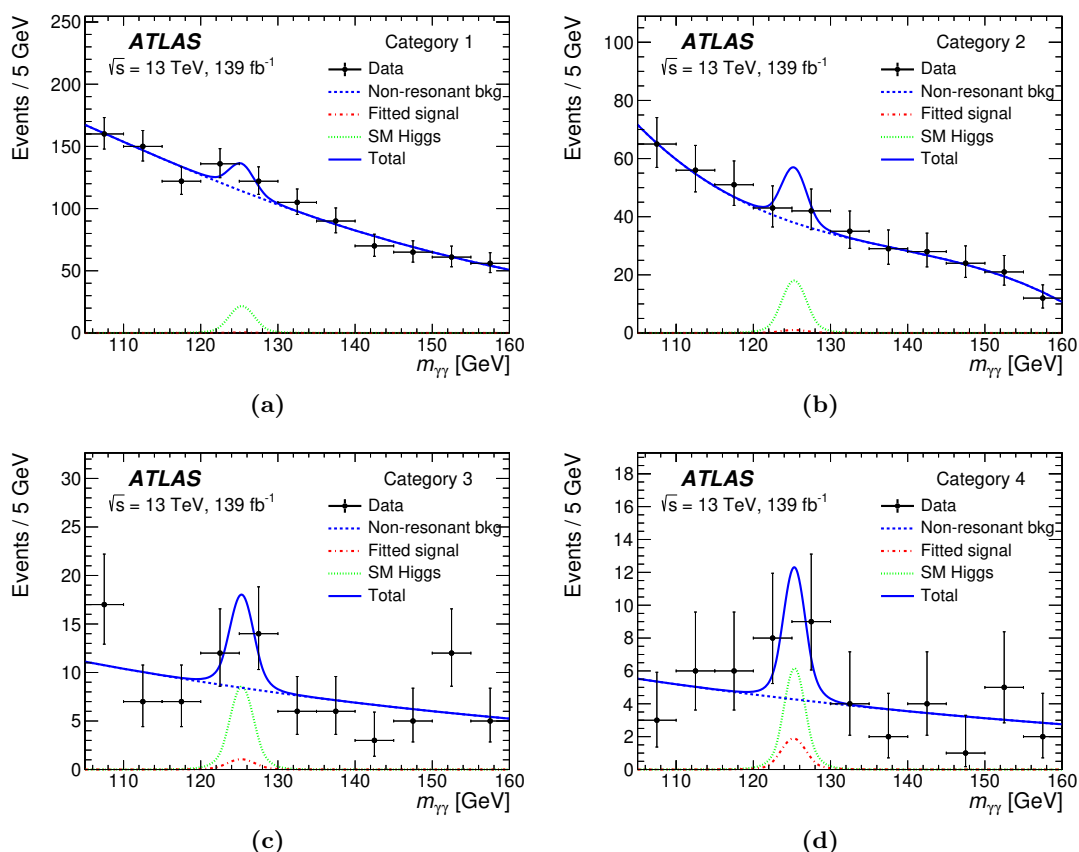 ATLAS
Category 1
√s = 13 TeV, 139 fb⁻¹
Data
Non-resonant bkg
Fitted signal
SM Higgs
Total
Events / 5 GeV
250
200
150
100
50
0
110 120 130 140 150 160
mγγ [GeV]
(a)
ATLAS
Category 2
√s = 13 TeV, 139 fb⁻¹
Data
Non-resonant bkg
Fitted signal
SM Higgs
Total
Events / 5 GeV
100
80
60
40
20
0
110 120 130 140 150 160
mγγ [GeV]
(b)
ATLAS
Category 3
√s = 13 TeV, 139 fb⁻¹
Data
Non-resonant bkg
Fitted signal
SM Higgs
Total
Events / 5 GeV
30
25
20
15
10
5
0
110 120 130 140 150 160
mγγ [GeV]
(c)
ATLAS
Category 4
√s = 13 TeV, 139 fb⁻¹
Data
Non-resonant bkg
Fitted signal
SM Higgs
Total
Events / 5 GeV
18
16
14
12
10
8
6
4
2
0
110 120 130 140 150 160
mγγ [GeV]
(d)